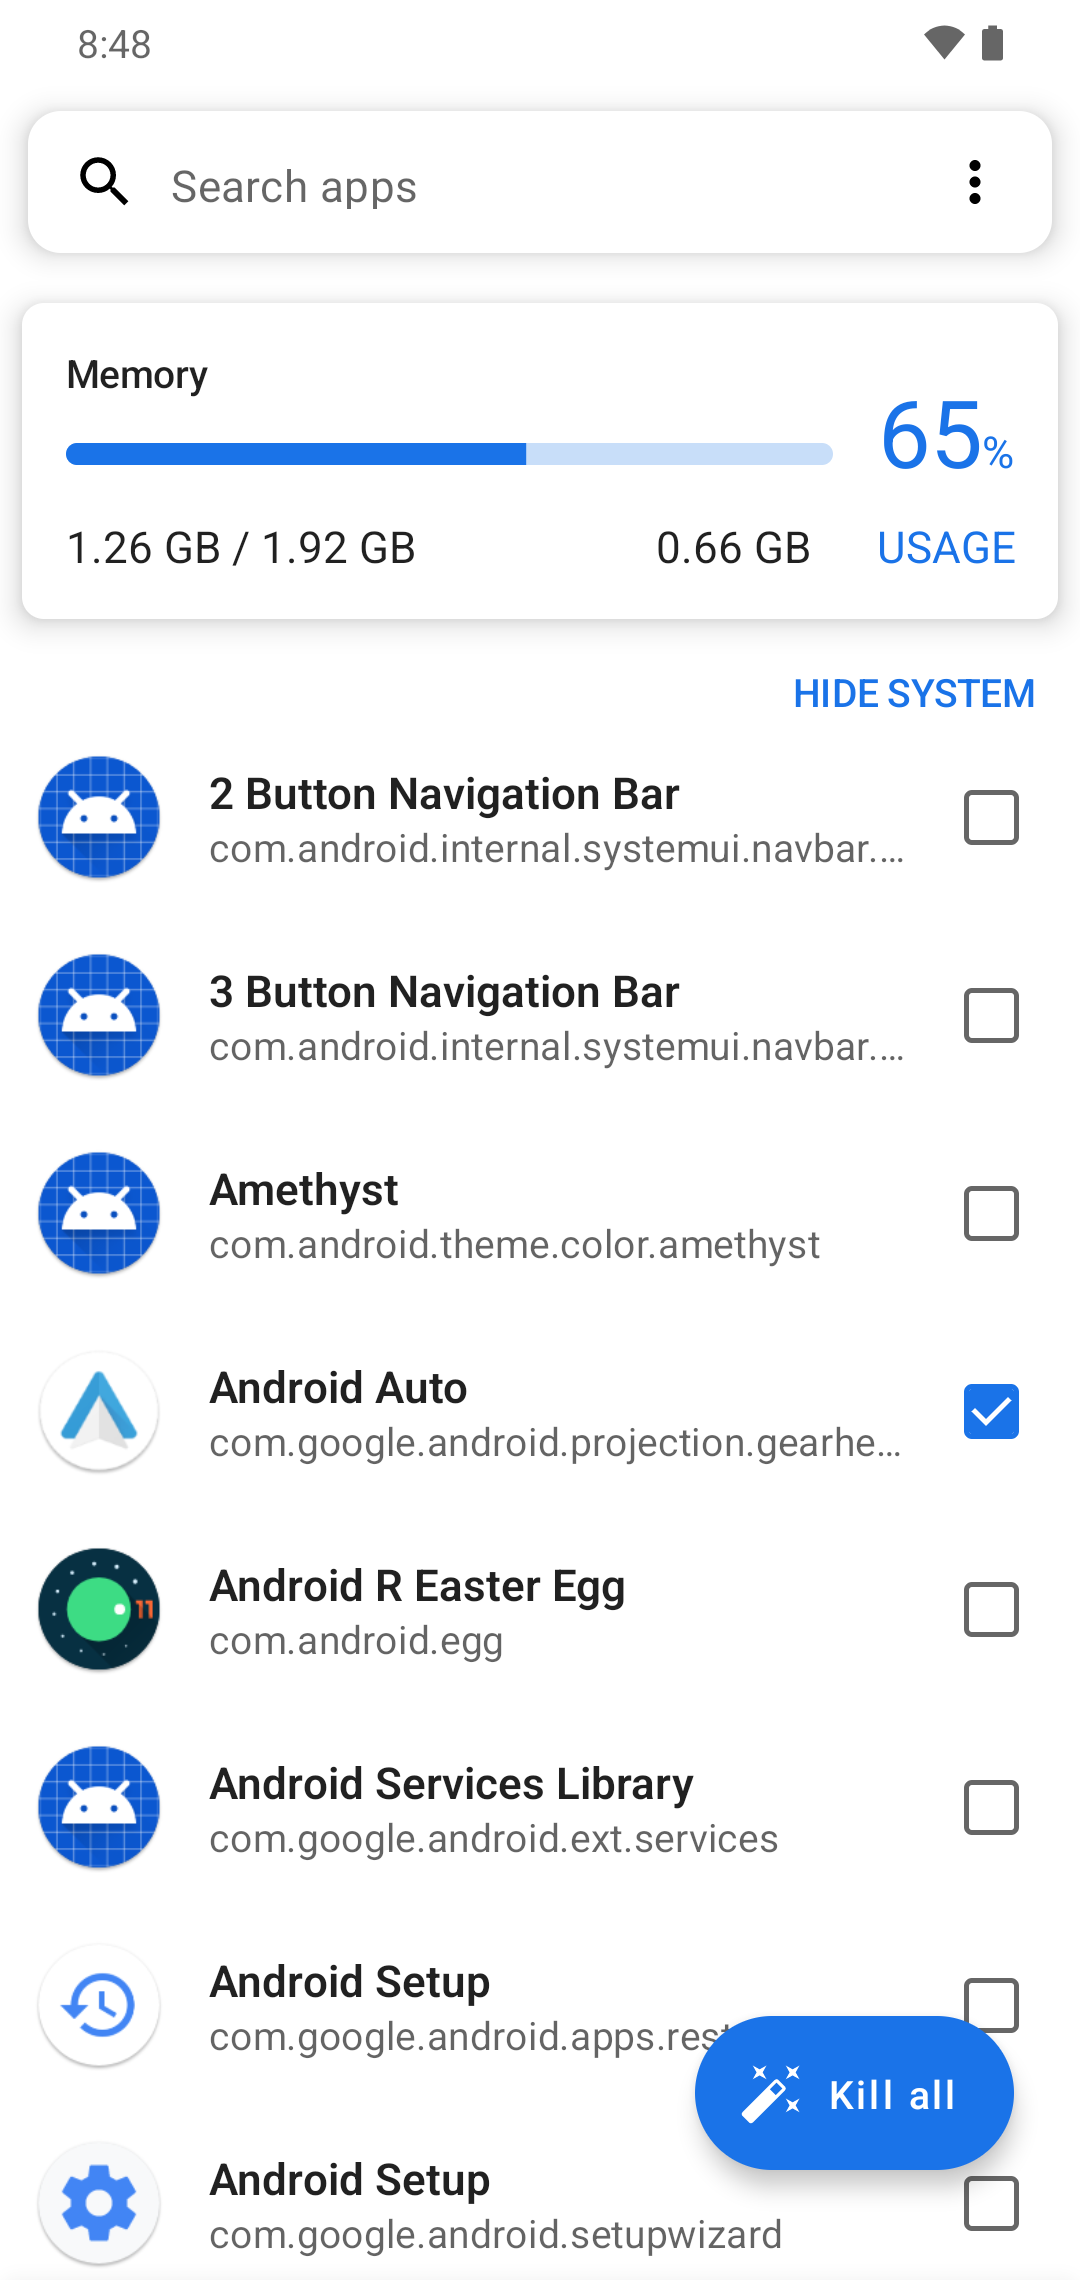 8:48
Search apps
Memory
65%
1.26 GB / 1.92 GB
0.66 GB
USAGE
HIDE SYSTEM
2 Button Navigation Bar
com.android.internal.systemui.navbar.…
3 Button Navigation Bar
com.android.internal.systemui.navbar.…
Amethyst
com.android.theme.color.amethyst
Android Auto
com.google.android.projection.gearhe…
11
Android R Easter Egg
com.android.egg
Android Services Library
com.google.android.ext.services
Android Setup
com.google.android.apps.rest
Kill all
Android Setup
com.google.android.setupwizard